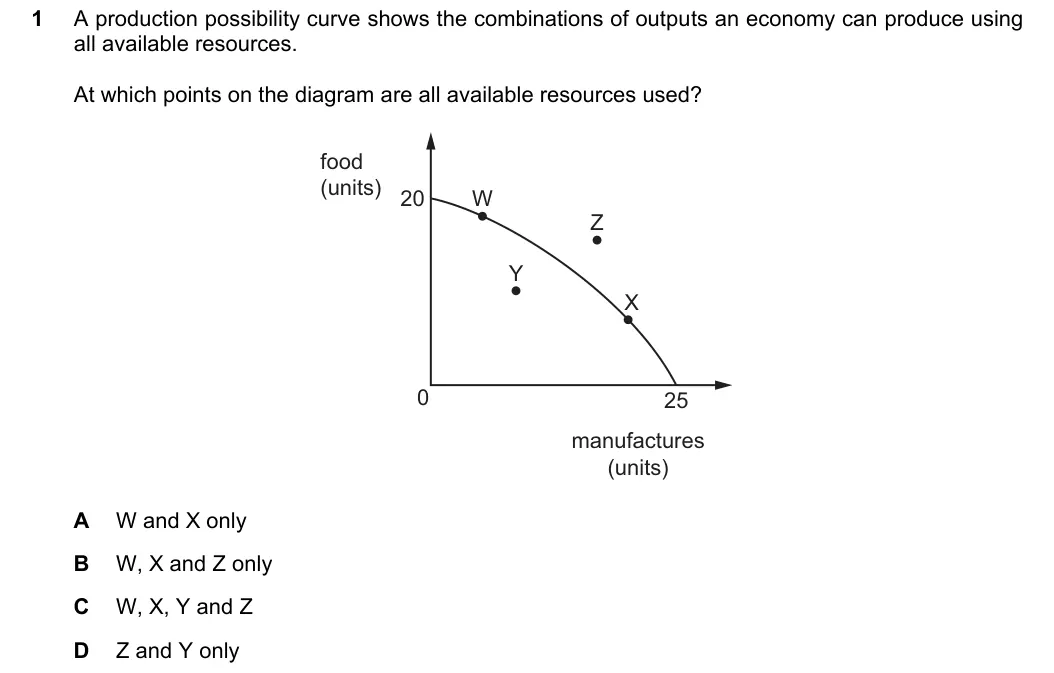 1 A production possibility curve shows the combinations of outputs an economy can produce using
all available resources.
At which points on the diagram are all available resources used?
food
(units)
20
W
Z
Y
X
0
25
manufactures
(units)
A W and X only
B W, X and Z only
C W, X, Y and Z
D Z and Y only